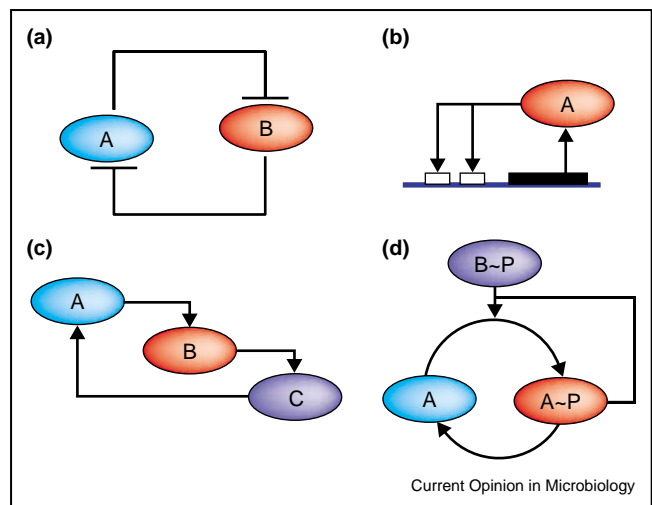 (a)
A
B
(b)
A
(c)
A
B
C
(d)
B~P
A
A~P
Current Opinion in Microbiology